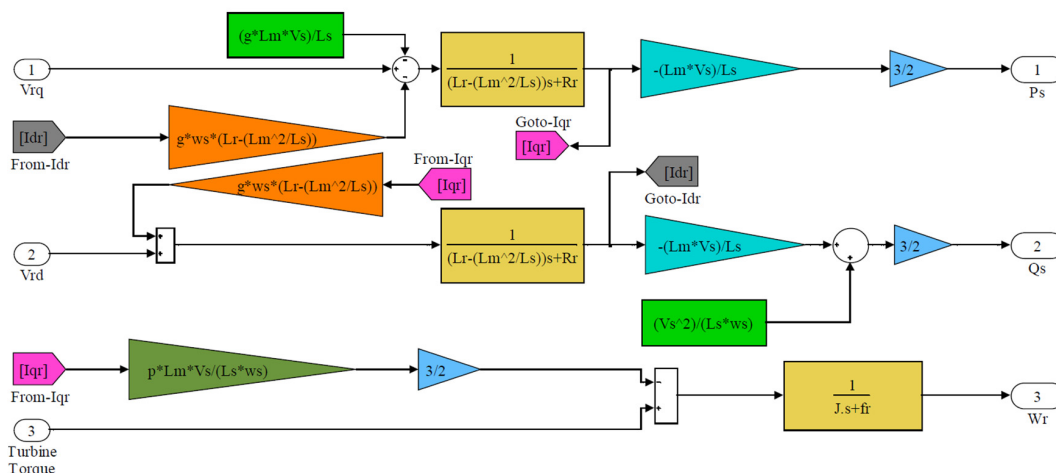 (g*Lm*Vs)/Ls
1
Vrq
1
(Lr-(Lm^2/Ls))s+Rr
-(Lm*Vs)/Ls
3/2
1
Ps
[Idr]
From-Idr
g*ws*(Lr-(Lm^2/Ls))
Goto-Iqr
[Iqr]
From-Iqr
[Iqr]
g*ws*(Lr-(Lm^2/Ls))
[Idr]
Goto-Idr
2
Vrd
1
(Lr-(Lm^2/Ls))s+Rr
-(Lm*Vs)/Ls
3/2
2
Qs
(Vs^2)/(Ls*ws)
[Iqr]
From-Iqr
p*Lm*Vs/(Ls*ws)
3/2
1
J.s+fr
3
Wr
3
Turbine
Torque